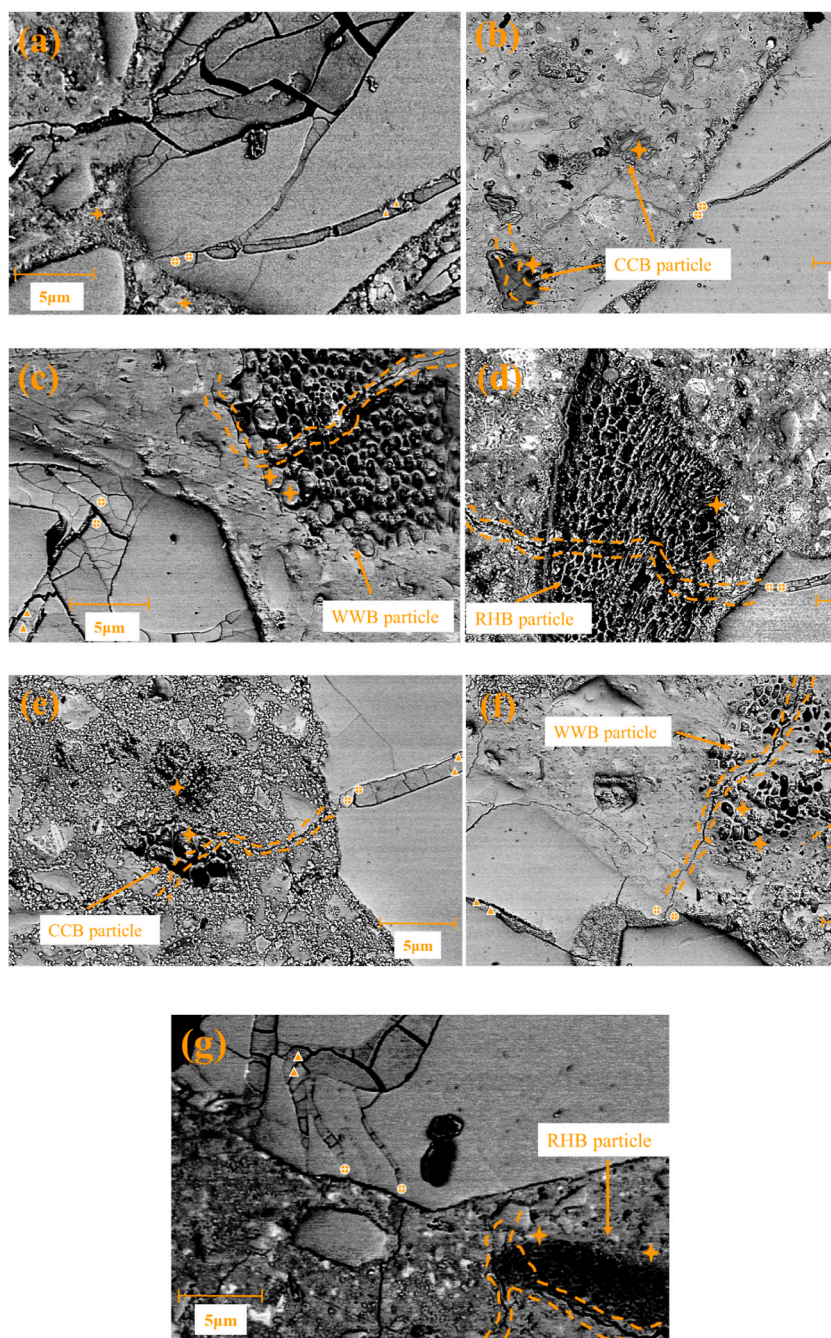 (a)
5μm
(b)
CCB particle
(c)
5μm
WWB particle
(d)
RHB particle
(e)
CCB particle
5μm
(f)
WWB particle
(g)
RHB particle
5μm